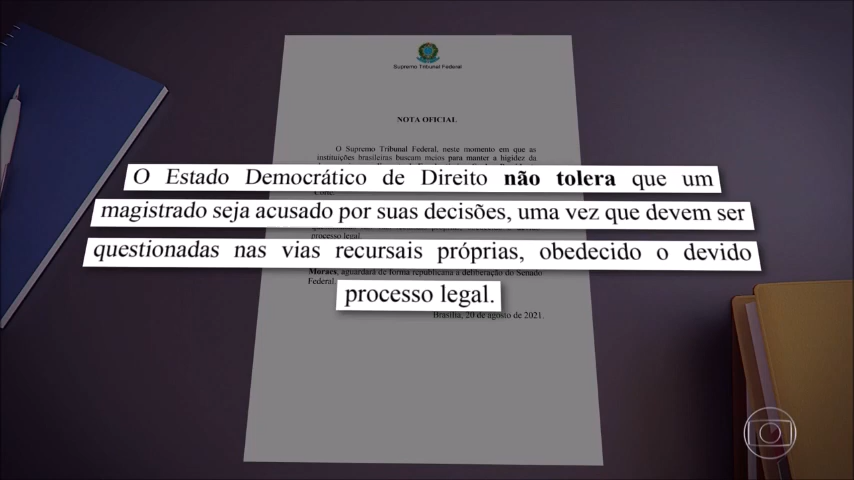 Supremo Tribunal Federal
NOTA OFICIAL
O Supremo Tribunal Federal, neste momento em que as
instituições brasileiras buscam meios para manter a higidez da
O Estado Democrático de Direito não tolera que um
magistrado seja acusado por suas decisões, uma vez que devem ser
processo legal.
questionadas nas vias recursais próprias, obedecido o devido
Moraes, aguardará de forma republicana a deliberação do Senado
Federal.
processo legal.
Brasília, 20 de agosto de 2021.